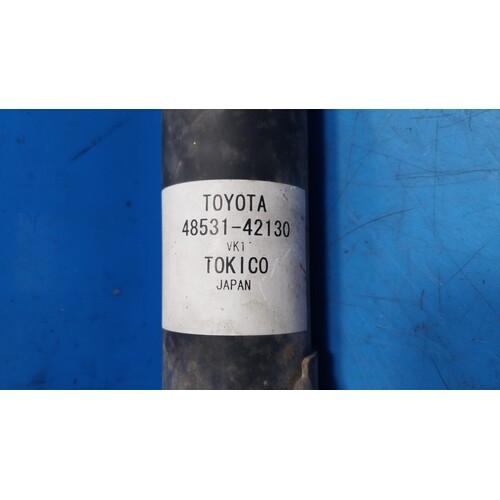 TOYOTA
48531-42130
VK1
TOKICO
JAPAN